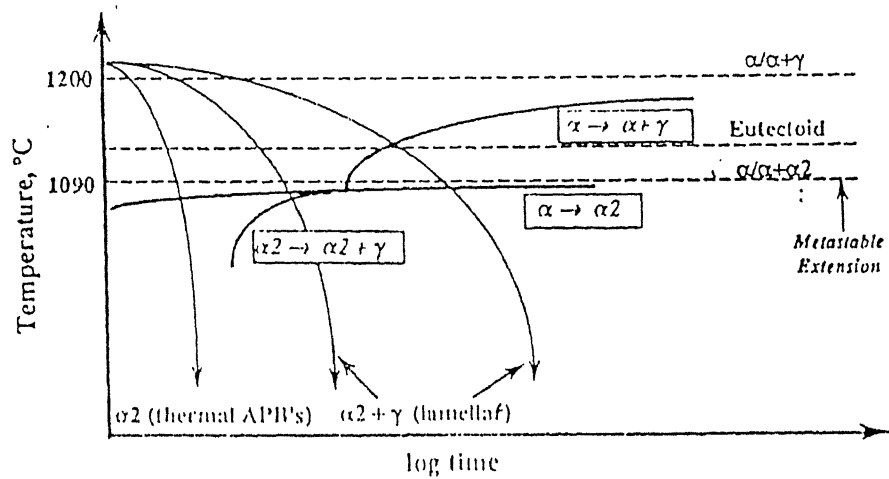 α/α+γ
1200
α → α+γ
Eutectoid
1090
α/α+α2
α → α2
α2 → α2 + γ
Metastable
Extension
Temperature, °C
α2 (thermal APB's)
α2 + γ (lamellar)
log time